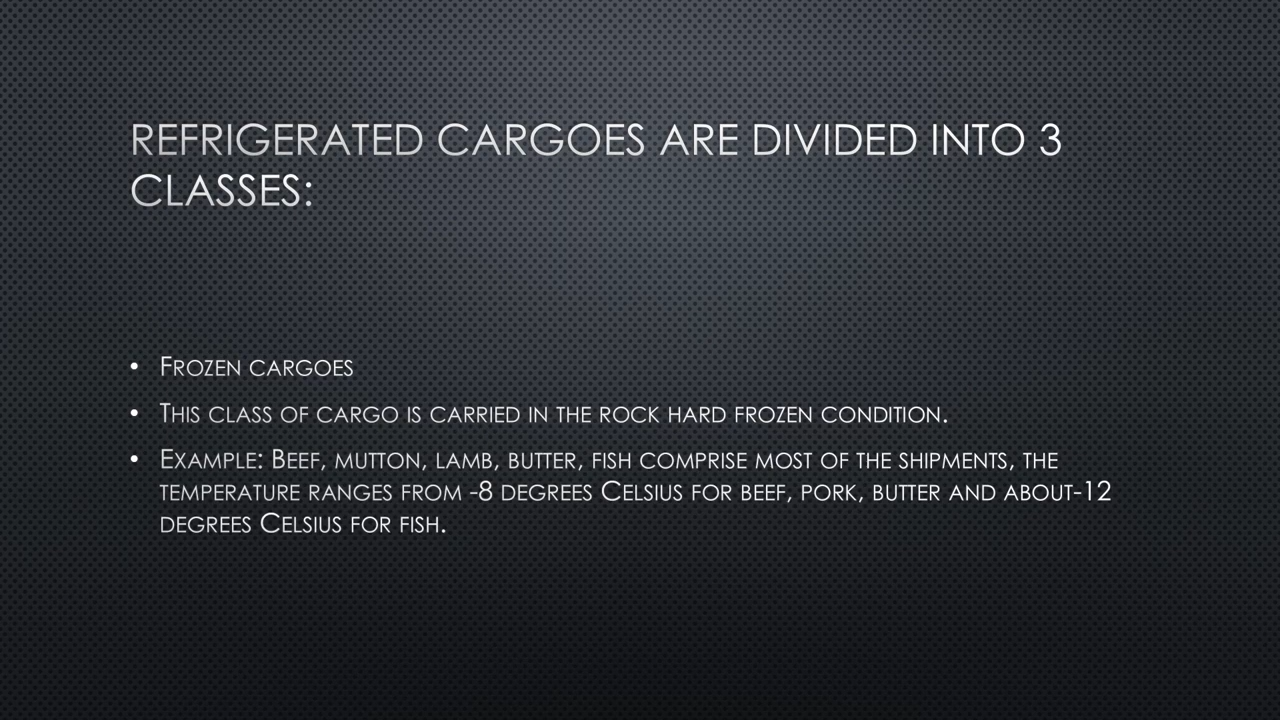 REFRIGERATED CARGOES ARE DIVIDED INTO 3
CLASSES:
• FROZEN CARGOES
• THIS CLASS OF CARGO IS CARRIED IN THE ROCK HARD FROZEN CONDITION.
• EXAMPLE: BEEF, MUTTON, LAMB, BUTTER, FISH COMPRISE MOST OF THE SHIPMENTS, THE
TEMPERATURE RANGES FROM -8 DEGREES CELSIUS FOR BEEF, PORK, BUTTER AND ABOUT-12
DEGREES CELSIUS FOR FISH.